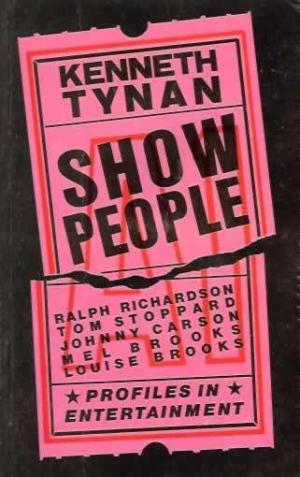 KENNETH
TYNAN
SHOW
PEOPLE
RALPH RICHARDSON
TOM STOPPARD
JOHNNY CARSON
MEL BROOKS
LOUISE BROOKS
★ PROFILES IN ★
ENTERTAINMENT